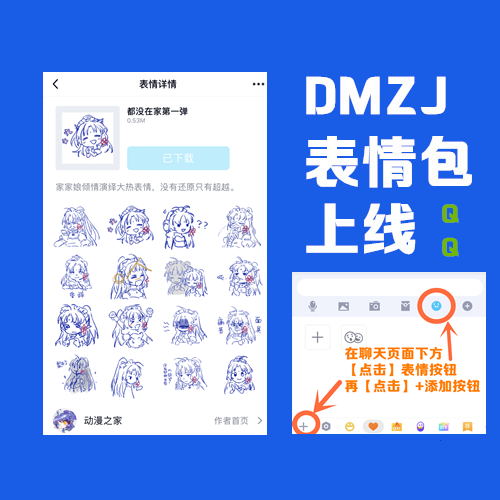 表情详情
都没在家第一弹
0.53M
已下载
家家娘倾情演绎大热表情，没有还原只有超越。
??
动漫之家
作者首页
DMZJ
表情包
上线
QQ
在聊天页面下方
【点击】表情按钮
再【点击】+添加按钮